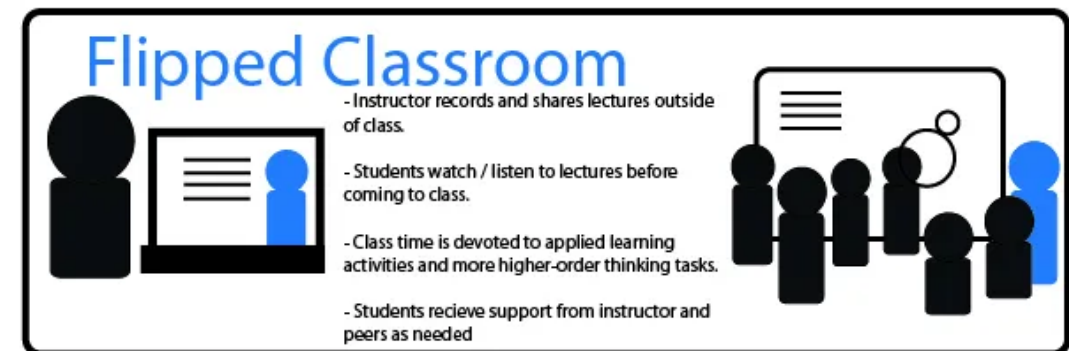 Flipped Classroom
- Instructor records and shares lectures outside
of class.
- Students watch / listen to lectures before
coming to class.
- Class time is devoted to applied learning
activities and more higher-order thinking tasks.
- Students recieve support from instructor and
peers as needed